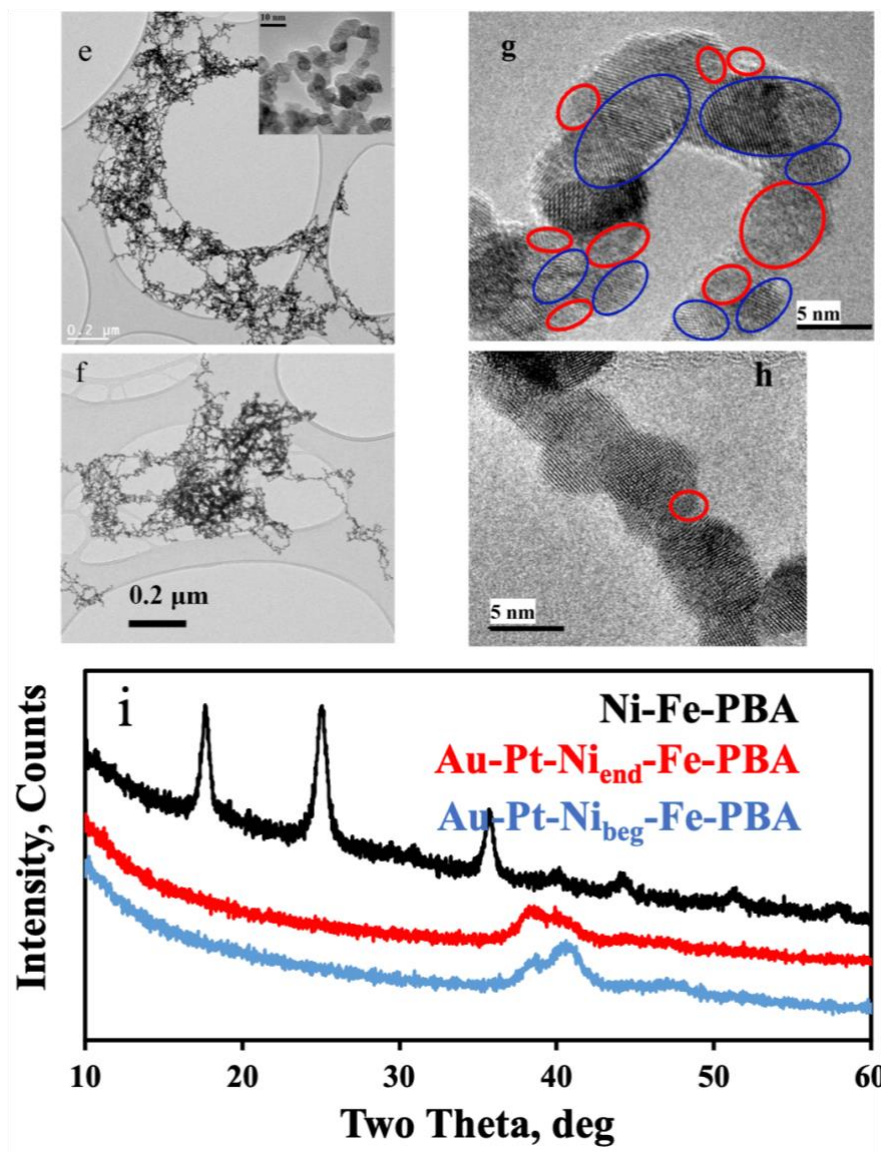 e
10 nm
0.2 µm
g
5 nm
f
0.2 µm
h
5 nm
i
Ni-Fe-PBA
Au-Pt-Niend-Fe-PBA
Au-Pt-Nibeg-Fe-PBA
Intensity, Counts
10 20 30 40 50 60
Two Theta, deg